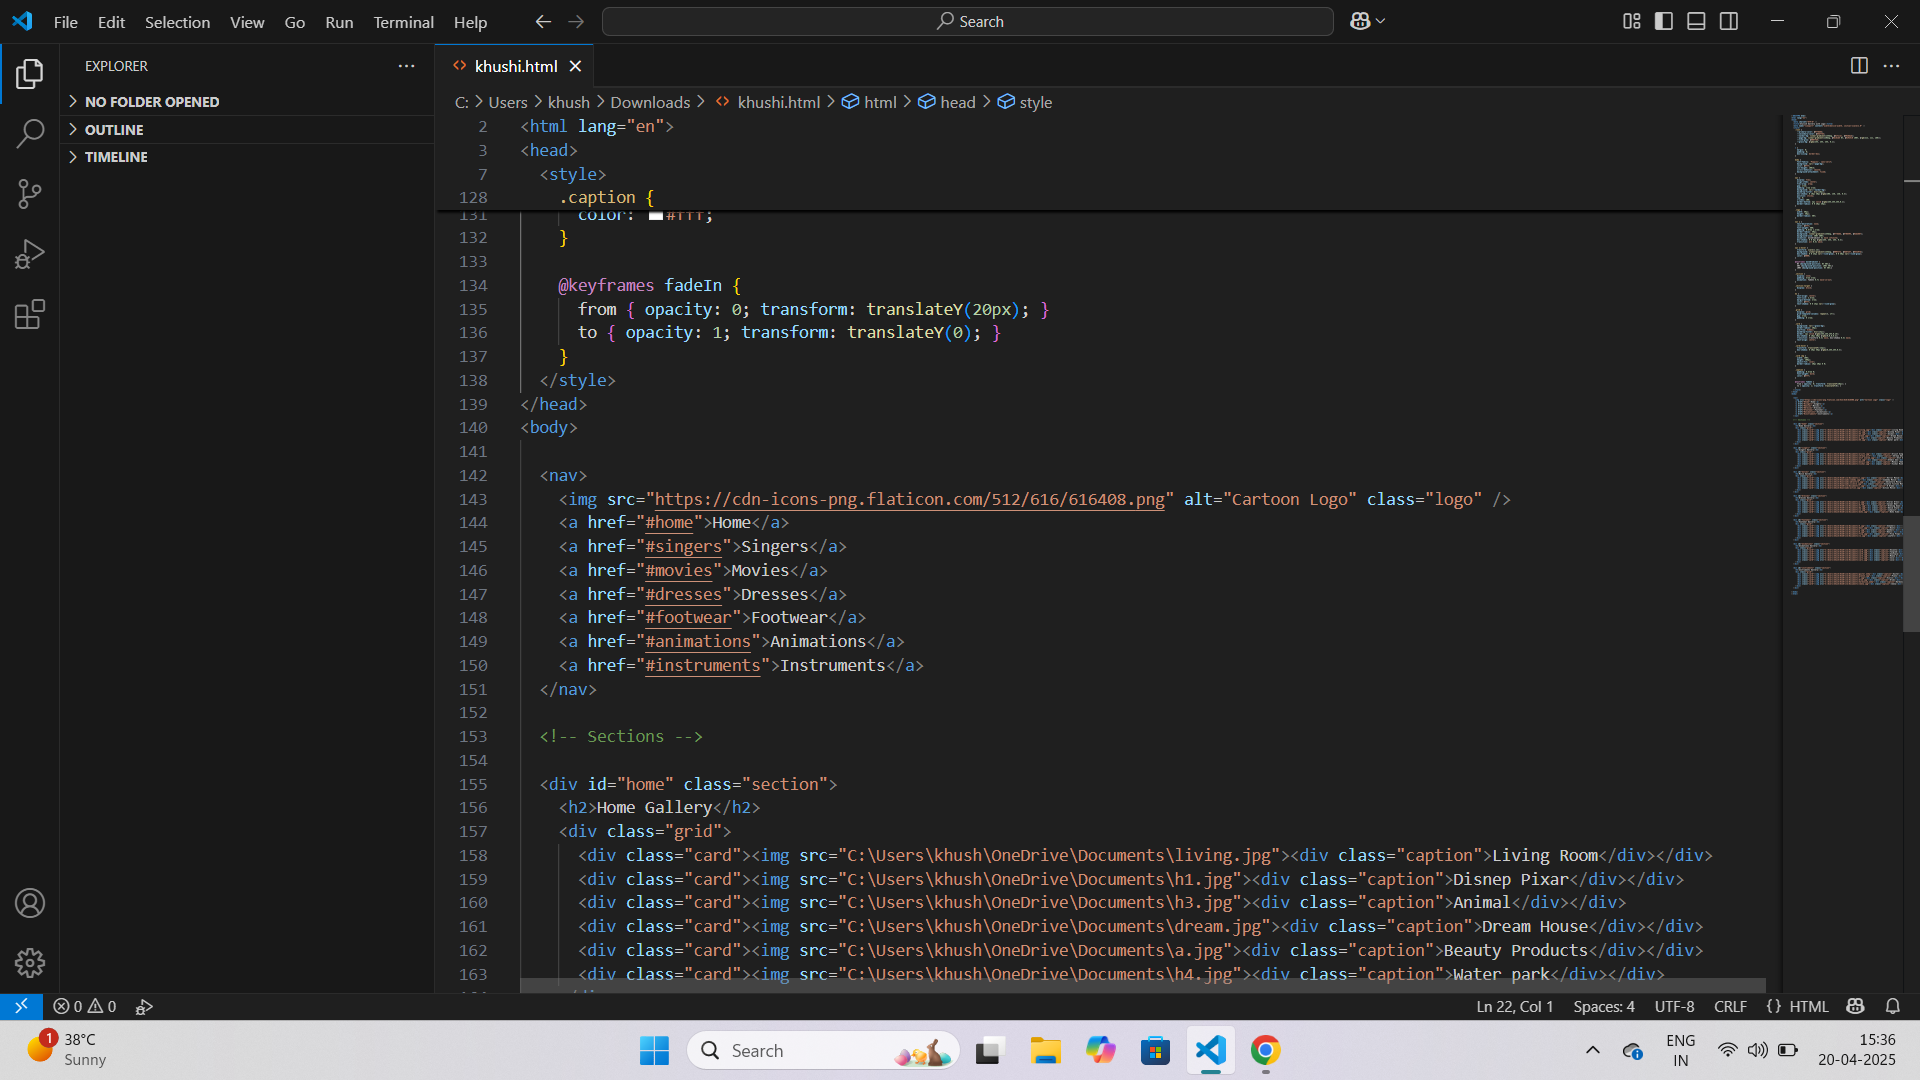 File Edit Selection View Go Run Terminal Help
Search
EXPLORER
NO FOLDER OPENED
OUTLINE
TIMELINE
khushi.html
C: > Users > khush > Downloads > khushi.html > html > head > style
2 <html lang="en">
3 <head>
7 <style>
128 .caption {
131 color: #fff;
132 }
133
134 @keyframes fadeIn {
135 from { opacity: 0; transform: translateY(20px); }
136 to { opacity: 1; transform: translateY(0); }
137 }
138 </style>
139 </head>
140 <body>
141
142 <nav>
143 <img src="https://cdn-icons-png.flaticon.com/512/616/616408.png" alt="Cartoon Logo" class="logo" />
144 <a href="#home">Home</a>
145 <a href="#singers">Singers</a>
146 <a href="#movies">Movies</a>
147 <a href="#dresses">Dresses</a>
148 <a href="#footwear">Footwear</a>
149 <a href="#animations">Animations</a>
150 <a href="#instruments">Instruments</a>
151 </nav>
152
153 <!-- Sections -->
154
155 <div id="home" class="section">
156 <h2>Home Gallery</h2>
157 <div class="grid">
158 <div class="card"><img src="C:\Users\khush\OneDrive\Documents\living.jpg"><div class="caption">Living Room</div></div>
159 <div class="card"><img src="C:\Users\khush\OneDrive\Documents\h1.jpg"><div class="caption">Disnep Pixar</div></div>
160 <div class="card"><img src="C:\Users\khush\OneDrive\Documents\h3.jpg"><div class="caption">Animal</div></div>
161 <div class="card"><img src="C:\Users\khush\OneDrive\Documents\dream.jpg"><div class="caption">Dream House</div></div>
162 <div class="card"><img src="C:\Users\khush\OneDrive\Documents\a.jpg"><div class="caption">Beauty Products</div></div>
163 <div class="card"><img src="C:\Users\khush\OneDrive\Documents\h4.jpg"><div class="caption">Water park</div></div>
0 0
Ln 22, Col 1 Spaces: 4 UTF-8 CRLF {} HTML
1
38°C
Sunny
Search
ENG
IN
15:36
20-04-2025